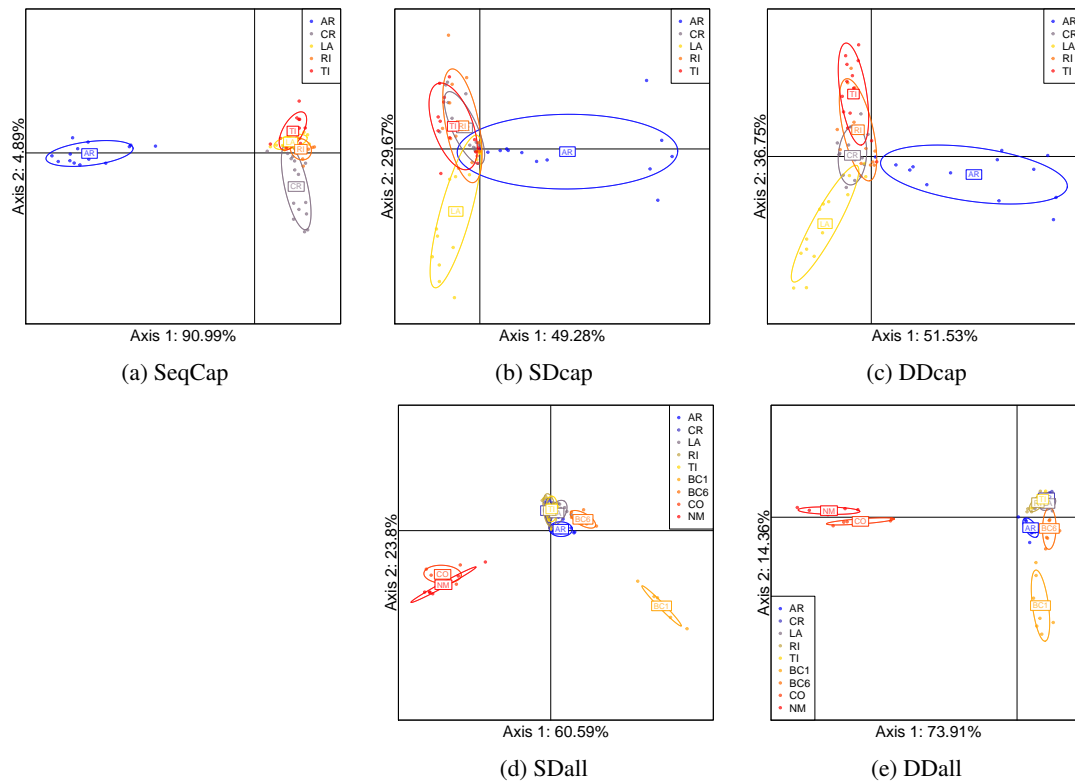 AR
CR
LA
RI
TI
TI
RI
AR
CR
Axis 2: 4.89%
Axis 1: 90.99%
(a) SeqCap
AR
CR
LA
RI
TI
TI
RI
AR
LA
Axis 2: 29.67%
Axis 1: 49.28%
(b) SDcap
AR
CR
LA
RI
TI
TI
RI
CR
AR
LA
Axis 2: 36.75%
Axis 1: 51.53%
(c) DDcap
AR
CR
LA
RI
TI
BC1
BC6
CO
NM
BC6
AR
CO
NM
BC1
Axis 2: 23.8%
Axis 1: 60.59%
(d) SDall
NM
CO
AR
BC6
BC1
Axis 2: 14.36%
AR
CR
LA
RI
TI
BC1
BC6
CO
NM
Axis 1: 73.91%
(e) DDall